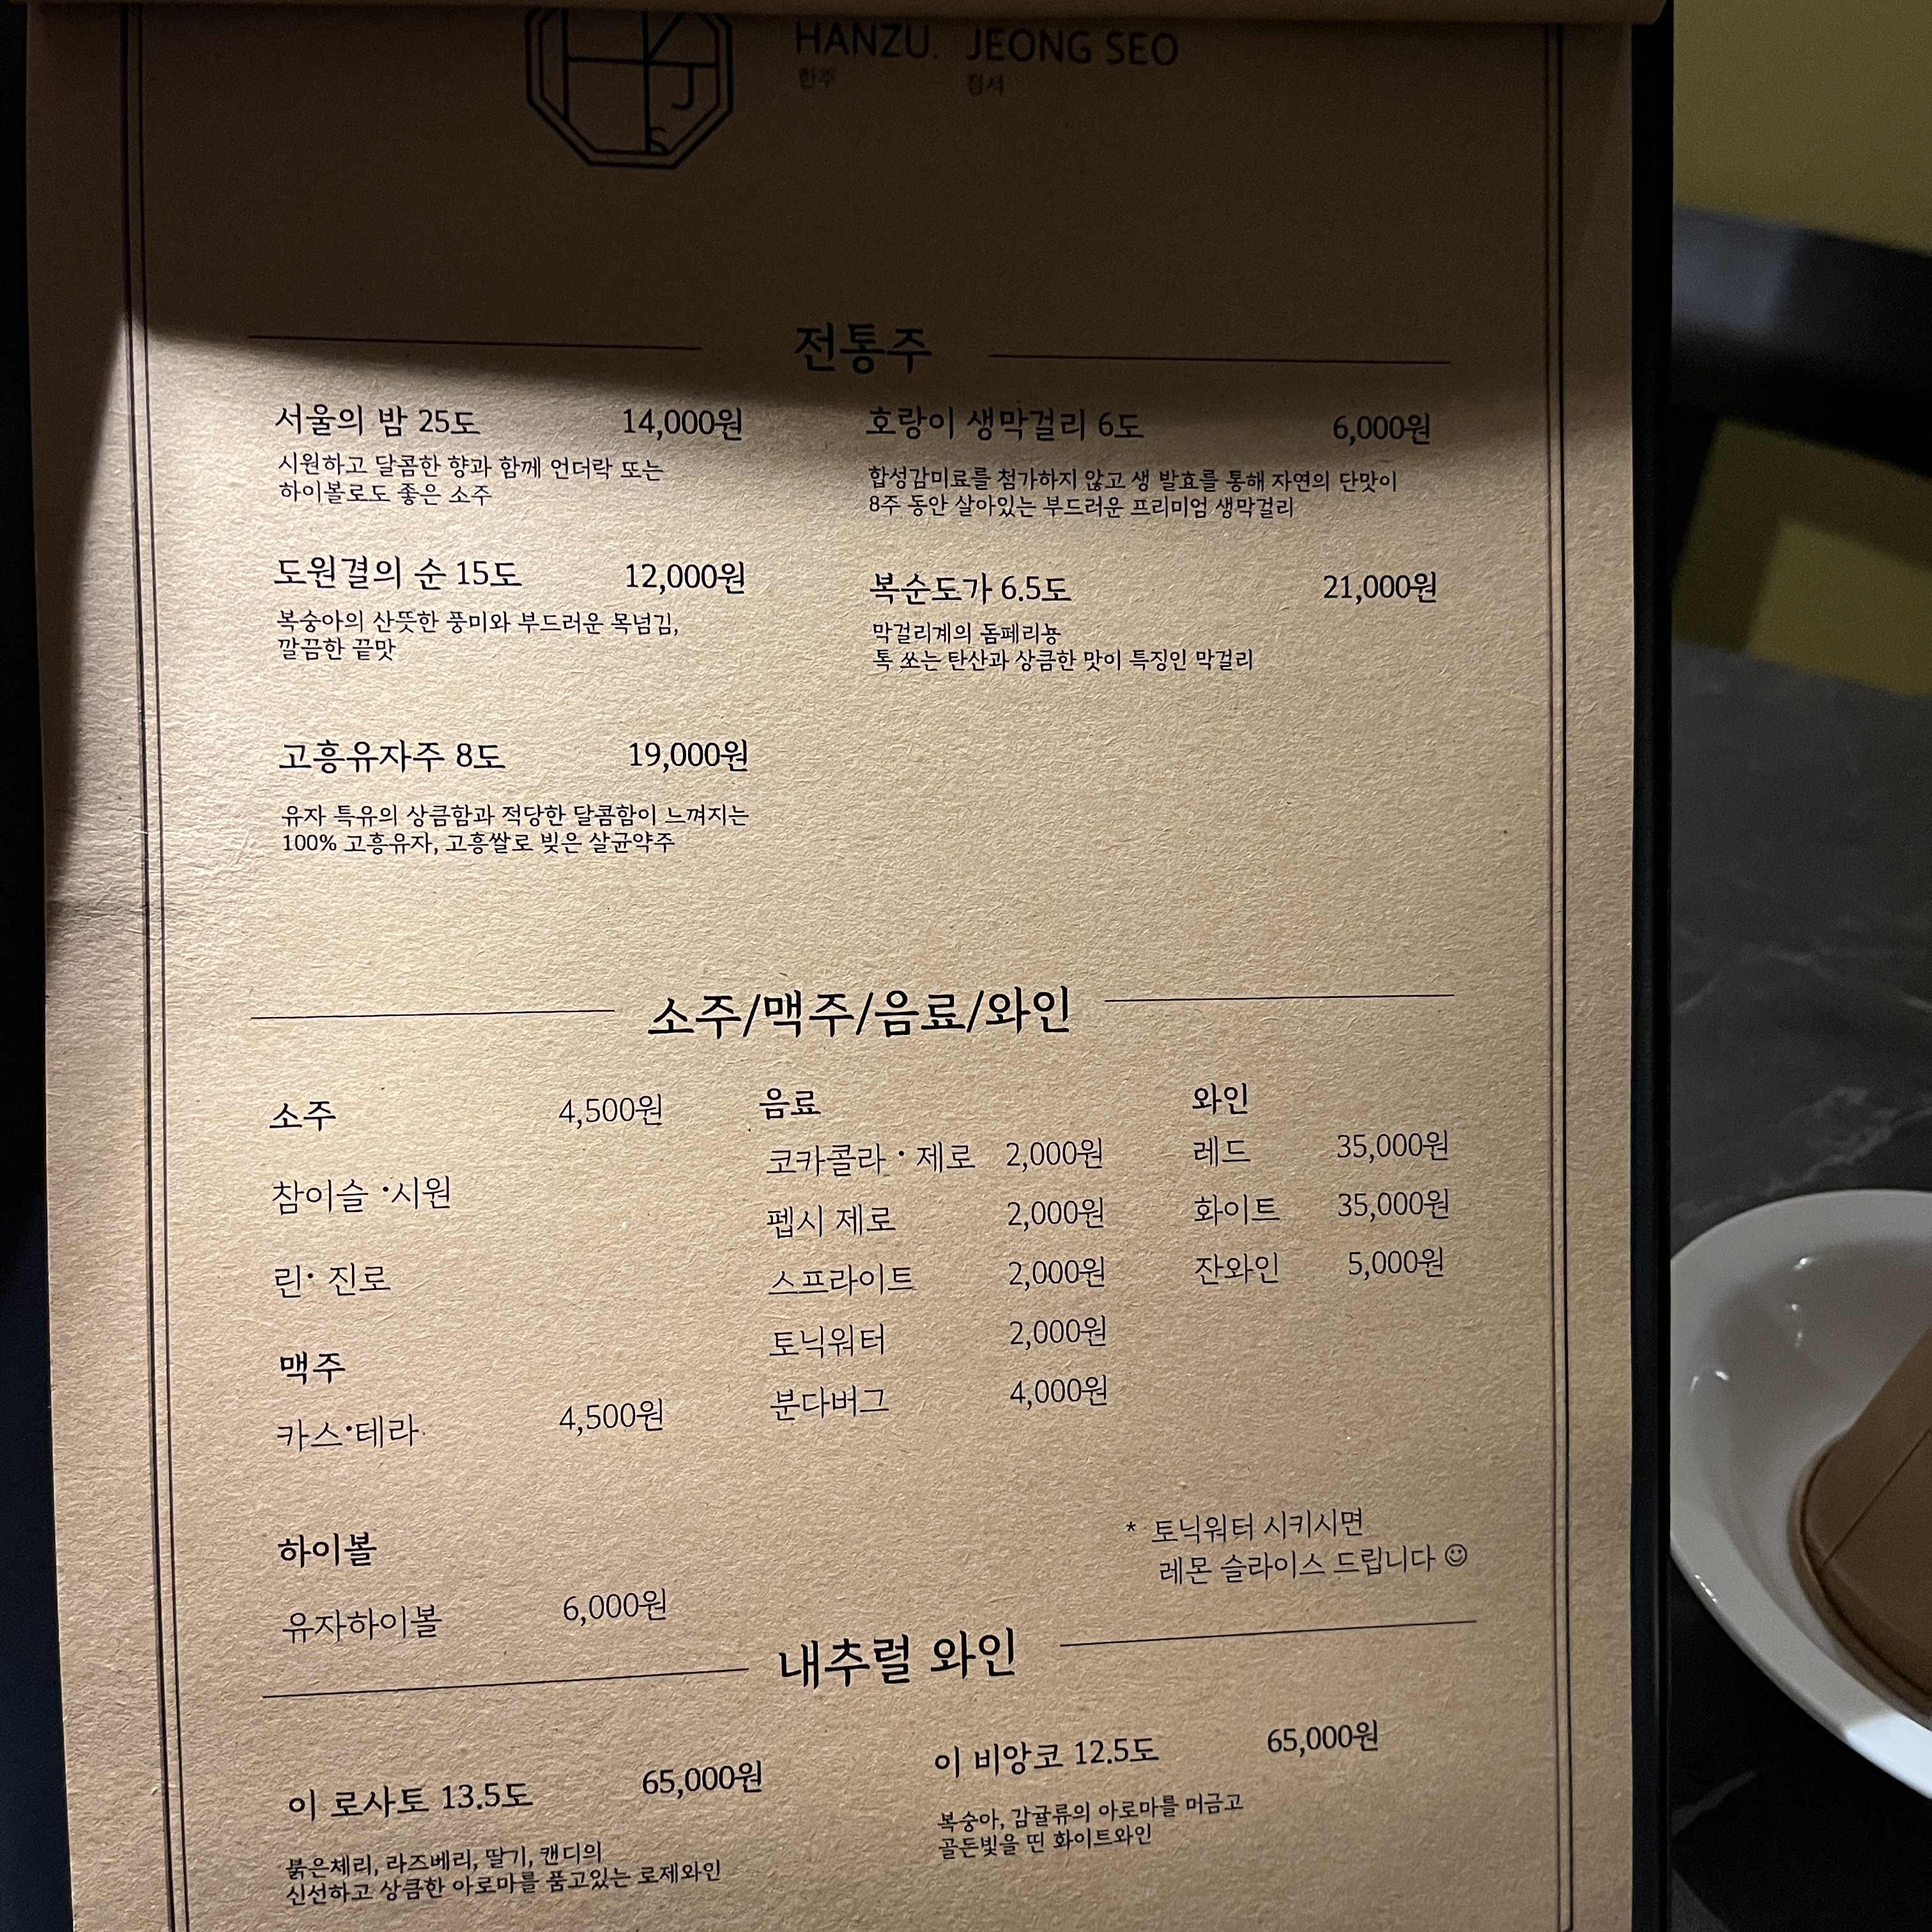 HANZU. JEONG SEO
한주 정서
전통주
서울의 밤 25도 14,000원
시원하고 달콤한 향과 함께 언더락 또는
하이볼로도 좋은 소주
도원결의 순 15도 12,000원
복숭아의 산뜻한 풍미와 부드러운 목넘김,
깔끔한 끝맛
고흥유자주 8도 19,000원
유자 특유의 상큼함과 적당한 달콤함이 느껴지는
100% 고흥유자, 고흥쌀로 빚은 살균약주
호랑이 생막걸리 6도 6,000원
합성감미료를 첨가하지 않고 생 발효를 통해 자연의 단맛이
8주 동안 살아있는 부드러운 프리미엄 생막걸리
복순도가 6.5도 21,000원
막걸리계의 돔페리뇽
톡 쏘는 탄산과 상큼한 맛이 특징인 막걸리
소주/맥주/음료/와인
소주 4,500원
참이슬 ·시원
린· 진로
맥주
카스·테라 4,500원
하이볼
유자하이볼 6,000원
음료
코카콜라 · 제로 2,000원
펩시 제로 2,000원
스프라이트 2,000원
토닉워터 2,000원
분다버그 4,000원
와인
레드 35,000원
화이트 35,000원
잔와인 5,000원
* 토닉워터 시키시면
레몬 슬라이스 드립니다 ☺
내추럴 와인
이 로사토 13.5도 65,000원
붉은체리, 라즈베리, 딸기, 캔디의
신선하고 상큼한 아로마를 품고있는 로제와인
이 비앙코 12.5도 65,000원
복숭아, 감귤류의 아로마를 머금고
골든빛을 띤 화이트와인